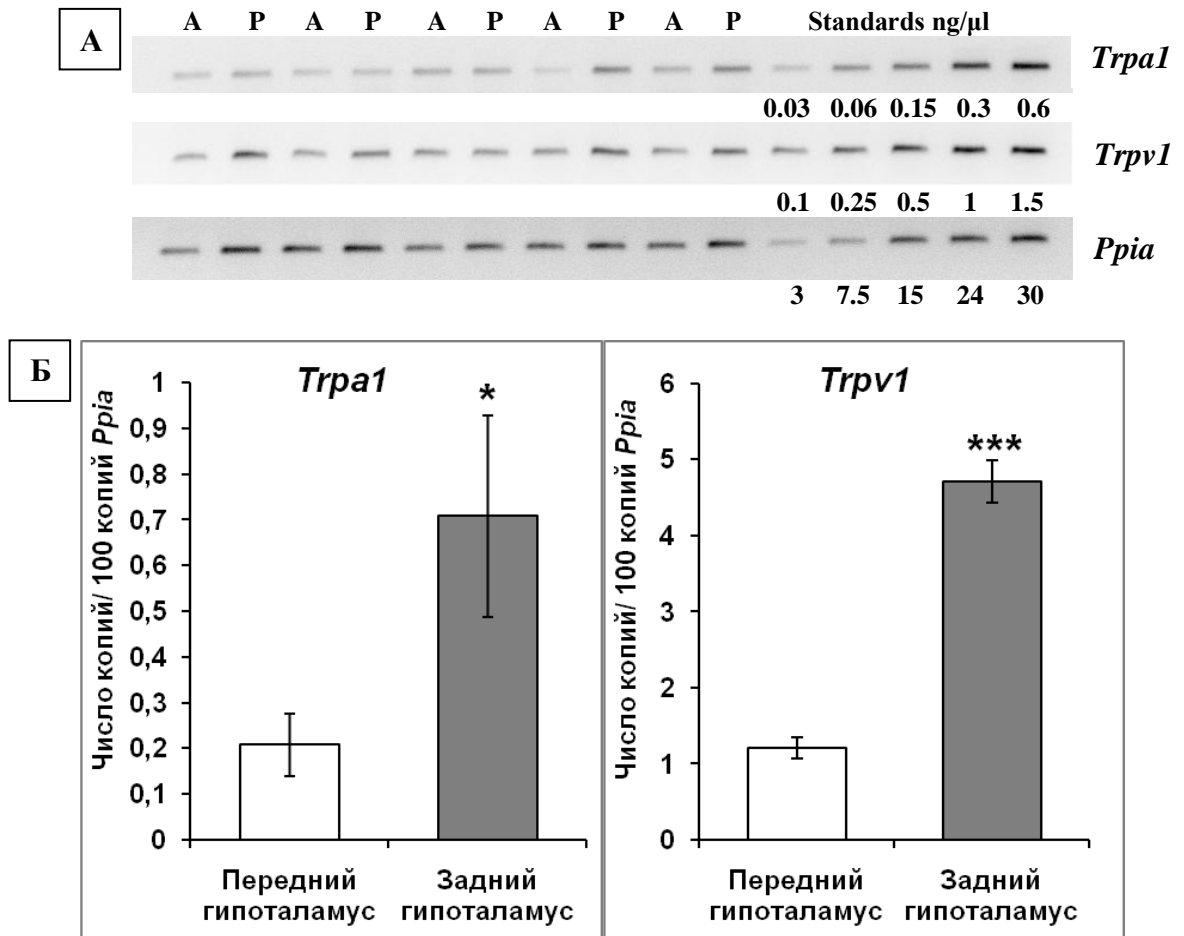 А
A P A P A P A P A P Standards ng/µl
Trpa1
0.03 0.06 0.15 0.3 0.6
Trpv1
0.1 0.25 0.5 1 1.5
Ppia
3 7.5 15 24 30
Б
Trpa1
*
Число копий/ 100 копий Ppia
1
0,9
0,8
0,7
0,6
0,5
0,4
0,3
0,2
0,1
0
Передний
гипоталамус
Задний
гипоталамус
Trpv1
***
Число копий/ 100 копий Ppia
6
5
4
3
2
1
0
Передний
гипоталамус
Задний
гипоталамус